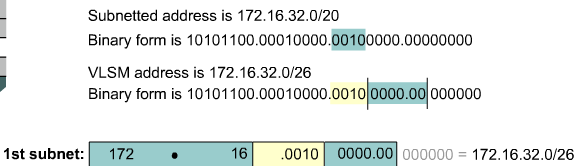 Subnetted address is 172.16.32.0/20
Binary form is 10101100.00010000.00100000.00000000
VLSM address is 172.16.32.0/26
Binary form is 10101100.00010000.0010 0000.00 000000
1st subnet: 172 • 16 .0010 0000.00 000000 = 172.16.32.0/26